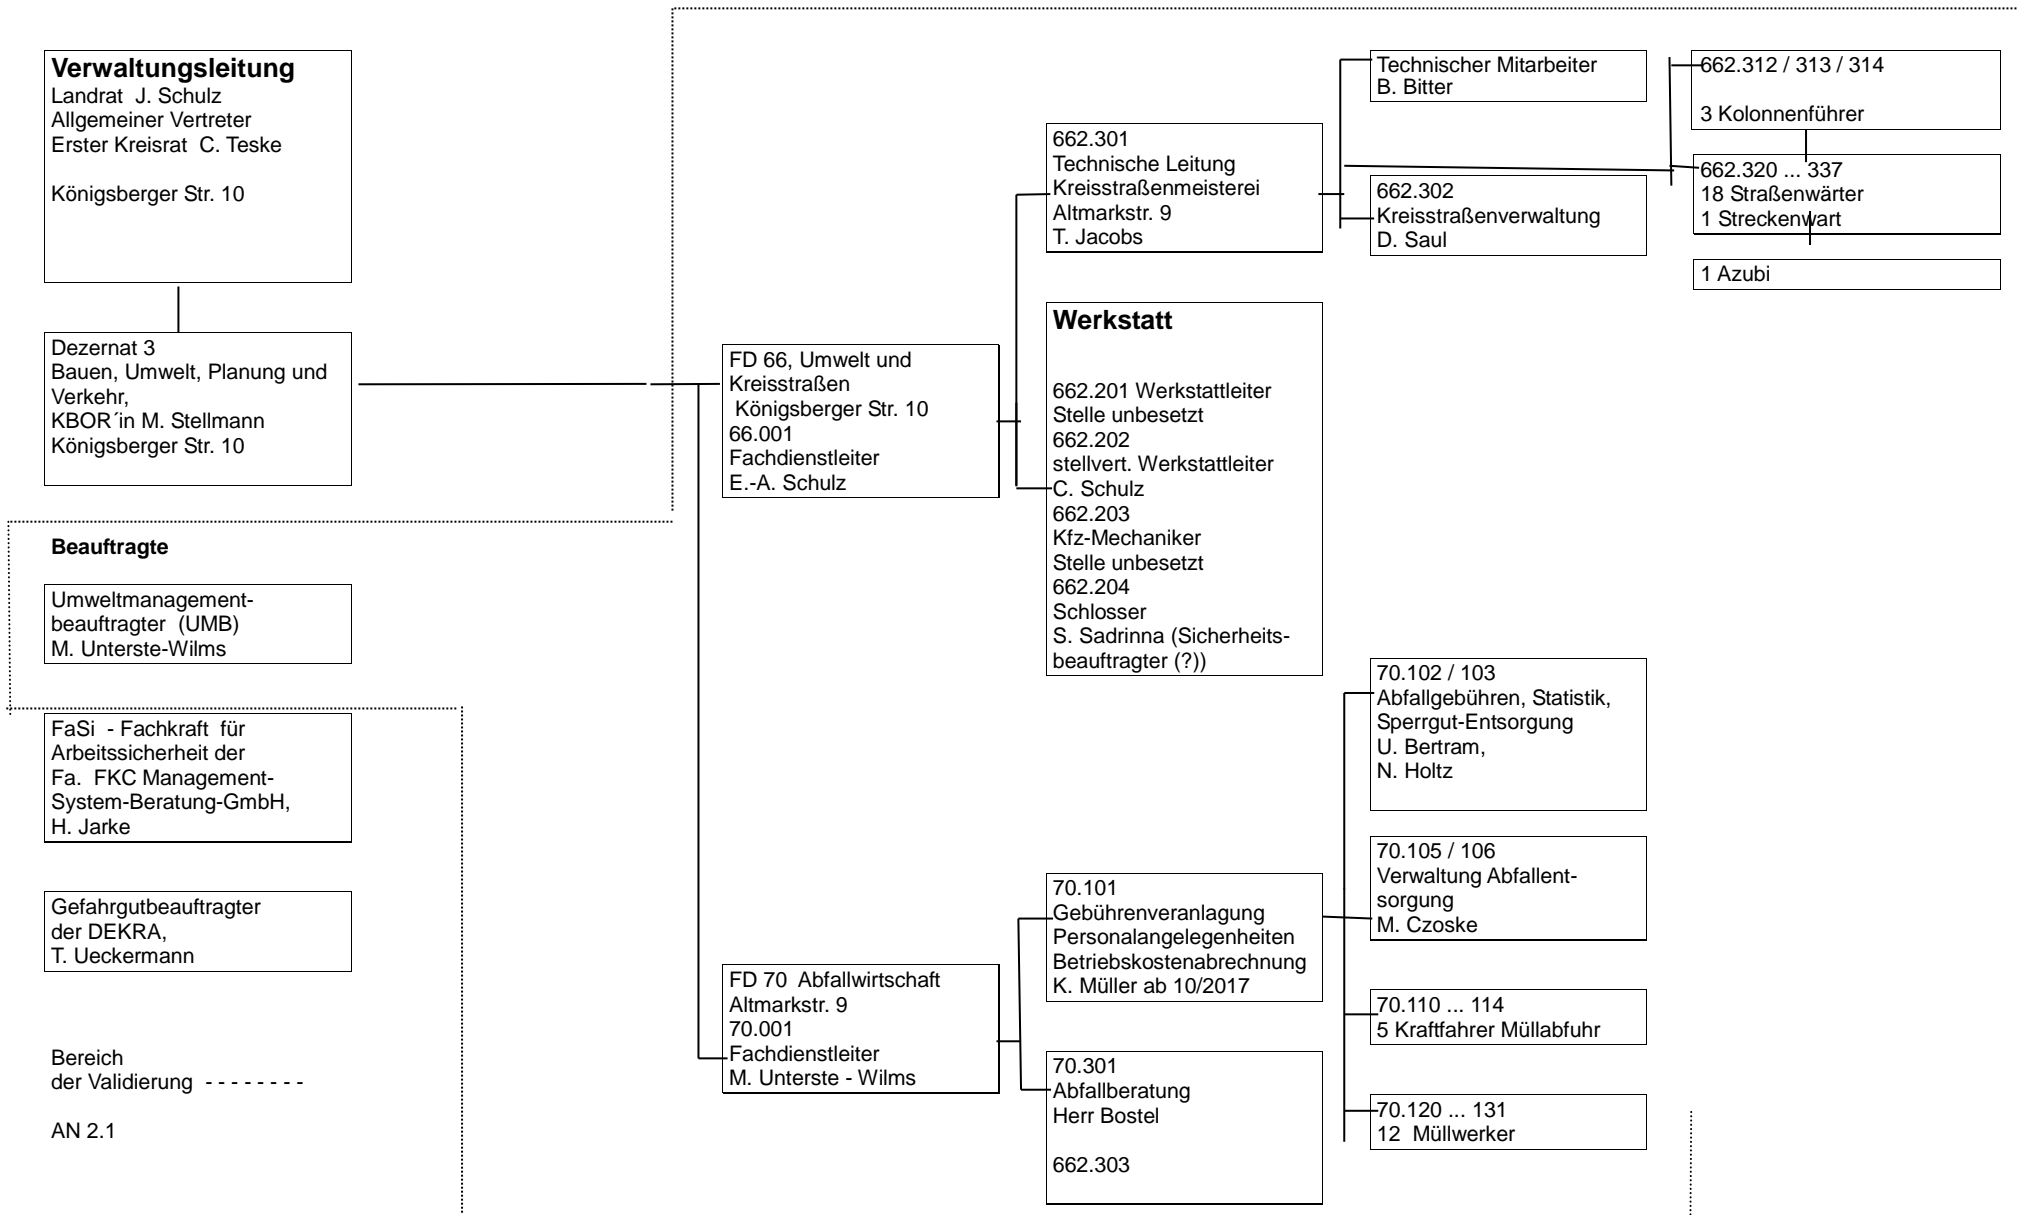 Verwaltungsleitung
Landrat J. Schulz
Allgemeiner Vertreter
Erster Kreisrat C. Teske
Königsberger Str. 10
Dezernat 3
Bauen, Umwelt, Planung und
Verkehr,
KBOR´in M. Stellmann
Königsberger Str. 10
Beauftragte
Umweltmanagement-
beauftragter (UMB)
M. Unterste-Wilms
FaSi - Fachkraft für
Arbeitssicherheit der
Fa. FKC Management-
System-Beratung-GmbH,
H. Jarke
Gefahrgutbeauftragter
der DEKRA,
T. Ueckermann
Bereich
der Validierung - - - - - - - -
AN 2.1
FD 66, Umwelt und
Kreisstraßen
Königsberger Str. 10
66.001
Fachdienstleiter
E.-A. Schulz
FD 70 Abfallwirtschaft
Altmarkstr. 9
70.001
Fachdienstleiter
M. Unterste - Wilms
662.301
Technische Leitung
Kreisstraßenmeisterei
Altmarkstr. 9
T. Jacobs
Werkstatt
662.201 Werkstattleiter
Stelle unbesetzt
662.202
stellvert. Werkstattleiter
C. Schulz
662.203
Kfz-Mechaniker
Stelle unbesetzt
662.204
Schlosser
S. Sadrinna (Sicherheits-
beauftragter (?))
70.101
Gebührenveranlagung
Personalangelegenheiten
Betriebskostenabrechnung
K. Müller ab 10/2017
70.301
Abfallberatung
Herr Bostel
662.303
Technischer Mitarbeiter
B. Bitter
662.302
Kreisstraßenverwaltung
D. Saul
70.102 / 103
Abfallgebühren, Statistik,
Sperrgut-Entsorgung
U. Bertram,
N. Holtz
70.105 / 106
Verwaltung Abfallent-
sorgung
M. Czoske
70.110 ... 114
5 Kraftfahrer Müllabfuhr
70.120 ... 131
12 Müllwerker
662.312 / 313 / 314
3 Kolonnenführer
662.320 ... 337
18 Straßenwärter
1 Streckenwart
1 Azubi